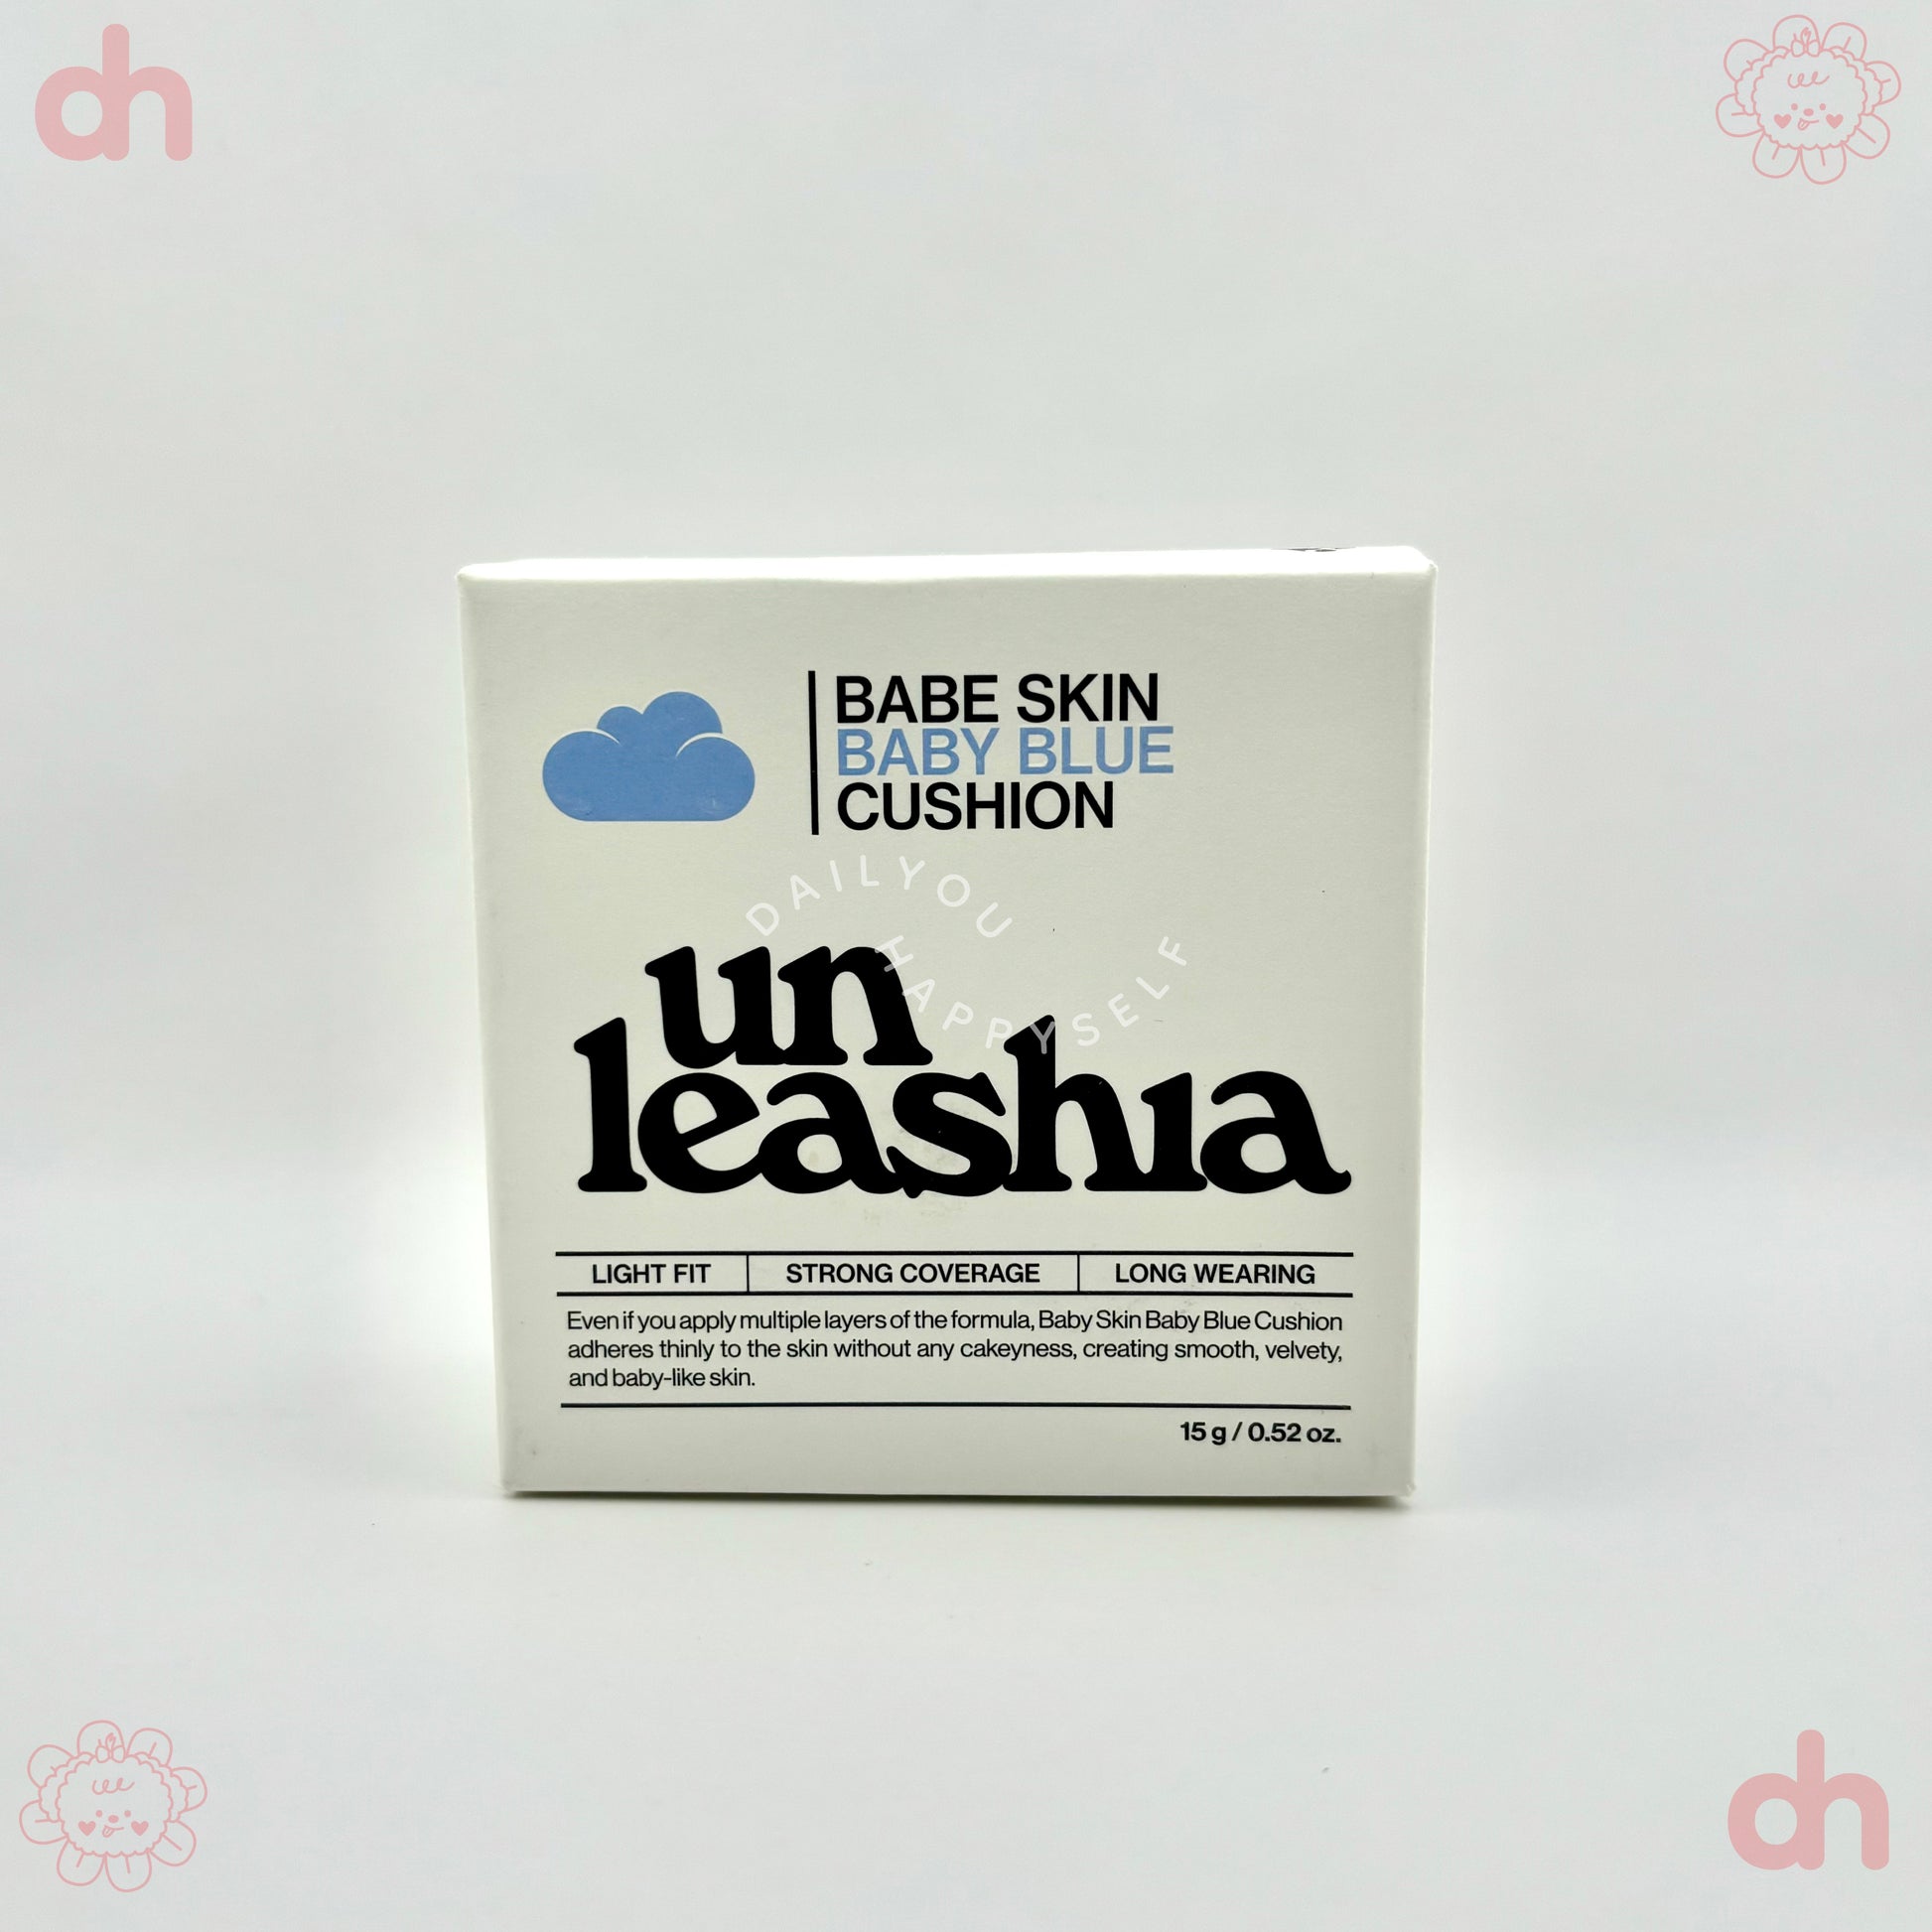 dh
BABE SKIN
BABY BLUE
CUSHION
DAILYOU
HAPPYSELF
un
leashia
LIGHT FIT STRONG COVERAGE LONG WEARING
Even if you apply multiple layers of the formula, Baby Skin Baby Blue Cushion
adheres thinly to the skin without any cakeyness, creating smooth, velvety,
and baby-like skin.
15 g / 0.52 oz.
dh